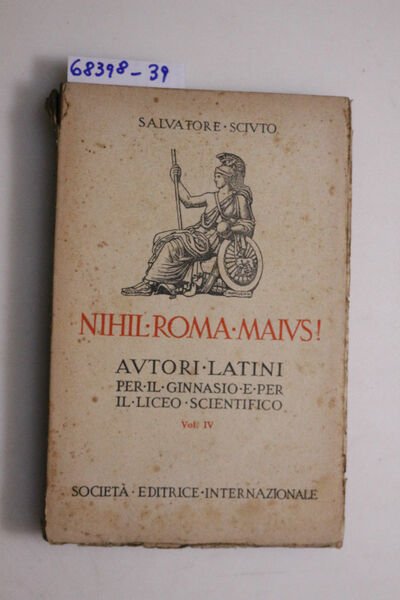 68398-39
SALVATORE·SCIVTO
NIHIL·ROMA·MAIVS!
AVTORI·LATINI
PER·IL·GINNASIO·E·PER
IL·LICEO·SCIENTIFICO
Vol. IV
SOCIETÀ·EDITRICE·INTERNAZIONALE